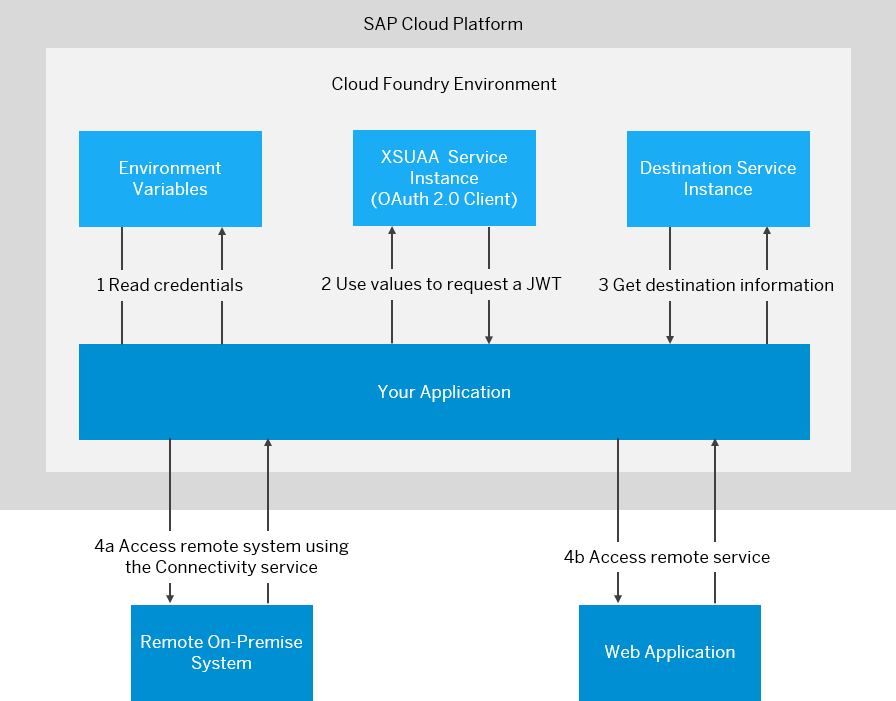 SAP Cloud Platform
Cloud Foundry Environment
Environment
Variables
XSUAA Service
Instance
(OAuth 2.0 Client)
Destination Service
Instance
1 Read credentials
2 Use values to request a JWT
3 Get destination information
Your Application
4a Access remote system using
the Connectivity service
4b Access remote service
Remote On-Premise
System
Web Application